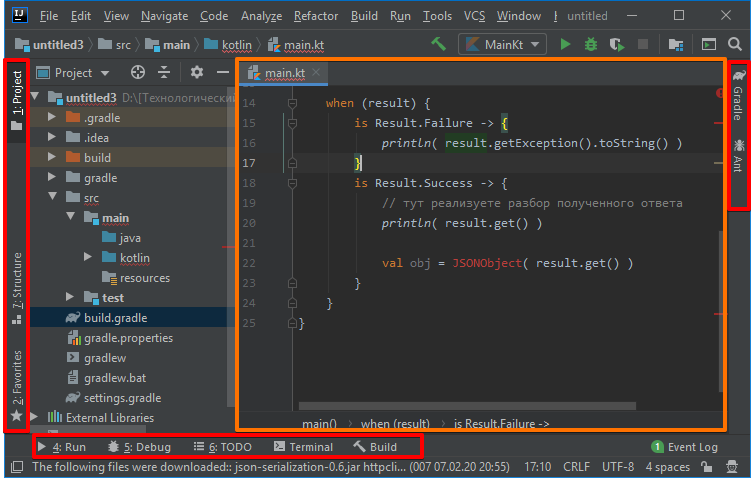 File Edit View Navigate Code Analyze Refactor Build Run Tools VCS Window untitled
untitled3 src main kotlin main.kt MainKt
1: Project
7: Structure
2: Favorites
Project
untitled3 D:\[Технологический
.gradle
.idea
build
gradle
src
main
java
kotlin
resources
test
build.gradle
gradle.properties
gradlew
gradlew.bat
settings.gradle
External Libraries
main.kt
14 when (result) {
15 is Result.Failure -> {
16 println( result.getException().toString() )
17 }
18 is Result.Success -> {
19 // тут реализуете разбор полученного ответа
20 println( result.get() )
21
22 val obj = JSONObject( result.get() )
23 }
24 }
25 }
main() when (result) is Result.Failure ->
Gradle
Ant
4: Run 5: Debug 6: TODO Terminal Build 1 Event Log
The following files were downloaded:: json-serialization-0.6.jar httpcli... (007 07.02.20 20:55) 17:10 CRLF UTF-8 4 spaces